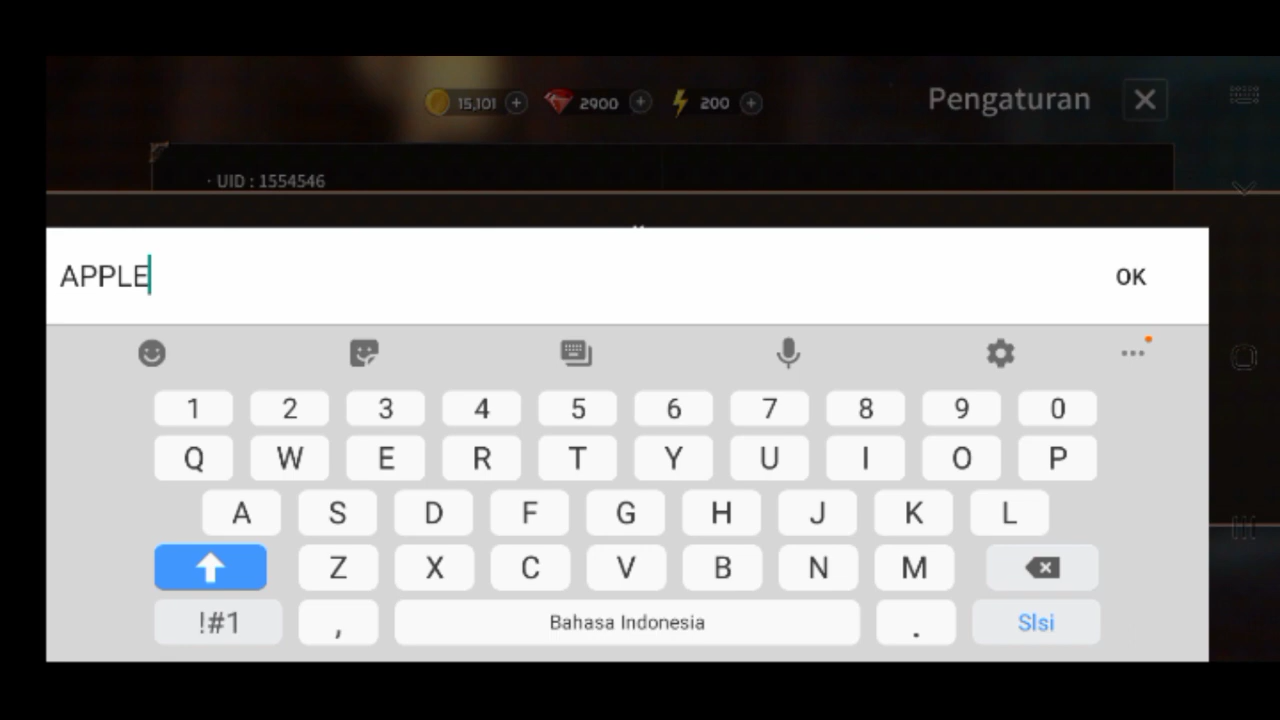 15,101 + 2900 + 200 +
Pengaturan
· UID : 1554546
APPLE
OK
1 2 3 4 5 6 7 8 9 0
Q W E R T Y U I O P
A S D F G H J K L
Z X C V B N M
!#1 , Bahasa Indonesia . Slsi